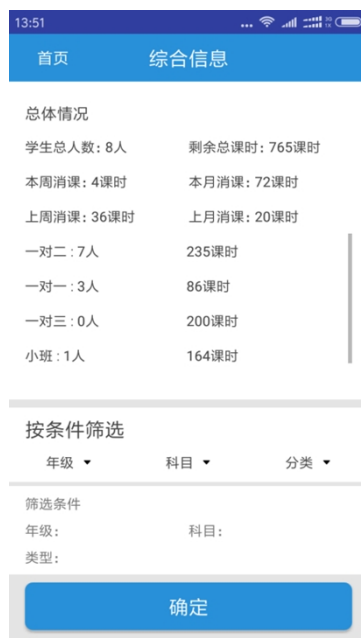 13:51
首页 综合信息
总体情况
学生总人数: 8人 剩余总课时: 765课时
本周消课: 4课时 本月消课: 72课时
上周消课: 36课时 上月消课: 20课时
一对二 : 7人 235课时
一对一 : 3人 86课时
一对三 : 0人 200课时
小班 : 1人 164课时
按条件筛选
年级 科目 分类
筛选条件
年级: 科目:
类型:
确定